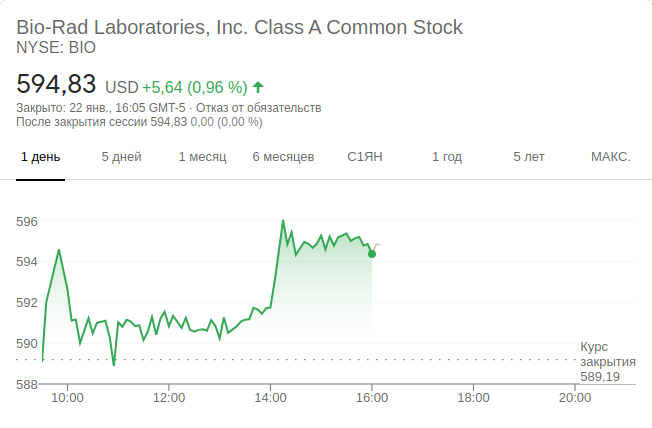 Bio-Rad Laboratories, Inc. Class A Common Stock
NYSE: BIO
594,83 USD +5,64 (0,96 %)
Закрыто: 22 янв., 16:05 GMT-5 · Отказ от обязательств
После закрытия сессии 594,83 0,00 (0,00 %)
1 день 5 дней 1 месяц 6 месяцев С1ЯН 1 год 5 лет МАКС.
596
594
592
590
Курс
закрытия
589,19
588
10:00 12:00 14:00 16:00 18:00 20:00